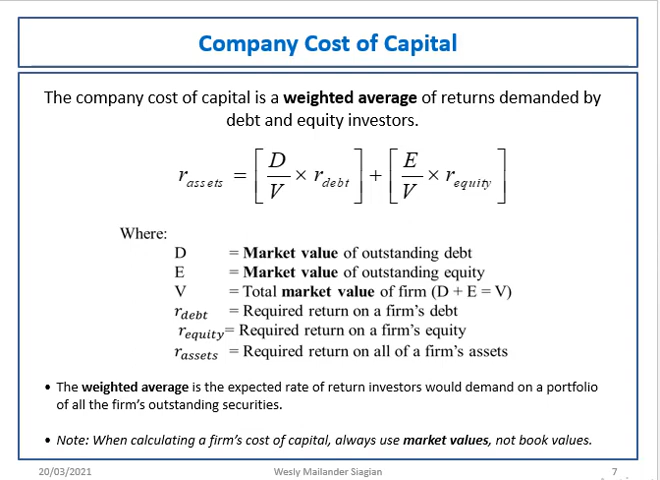 Company Cost of Capital
The company cost of capital is a weighted average of returns demanded by
debt and equity investors.
r_assets = [D/V × r_debt] + [E/V × r_equity]
Where:
D = Market value of outstanding debt
E = Market value of outstanding equity
V = Total market value of firm (D + E = V)
r_debt = Required return on a firm's debt
r_equity = Required return on a firm's equity
r_assets = Required return on all of a firm's assets
• The weighted average is the expected rate of return investors would demand on a portfolio
of all the firm's outstanding securities.
• Note: When calculating a firm's cost of capital, always use market values, not book values.
20/03/2021 Wesly Mailander Siagian 7